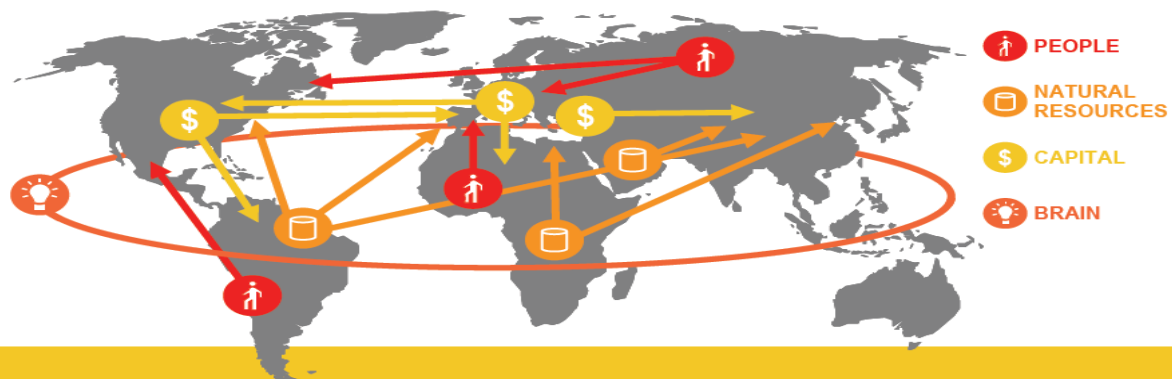 PEOPLE
NATURAL
RESOURCES
$ CAPITAL
BRAIN
$
$
$